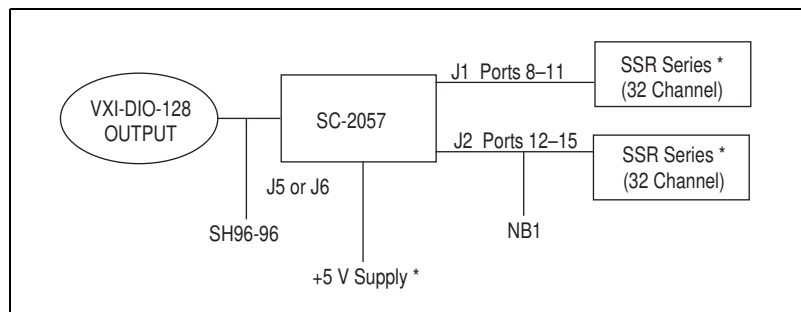 VXI-DIO-128
OUTPUT
SH96-96
J5 or J6
SC-2057
+5 V Supply *
J1 Ports 8–11
SSR Series *
(32 Channel)
J2 Ports 12–15
NB1
SSR Series *
(32 Channel)